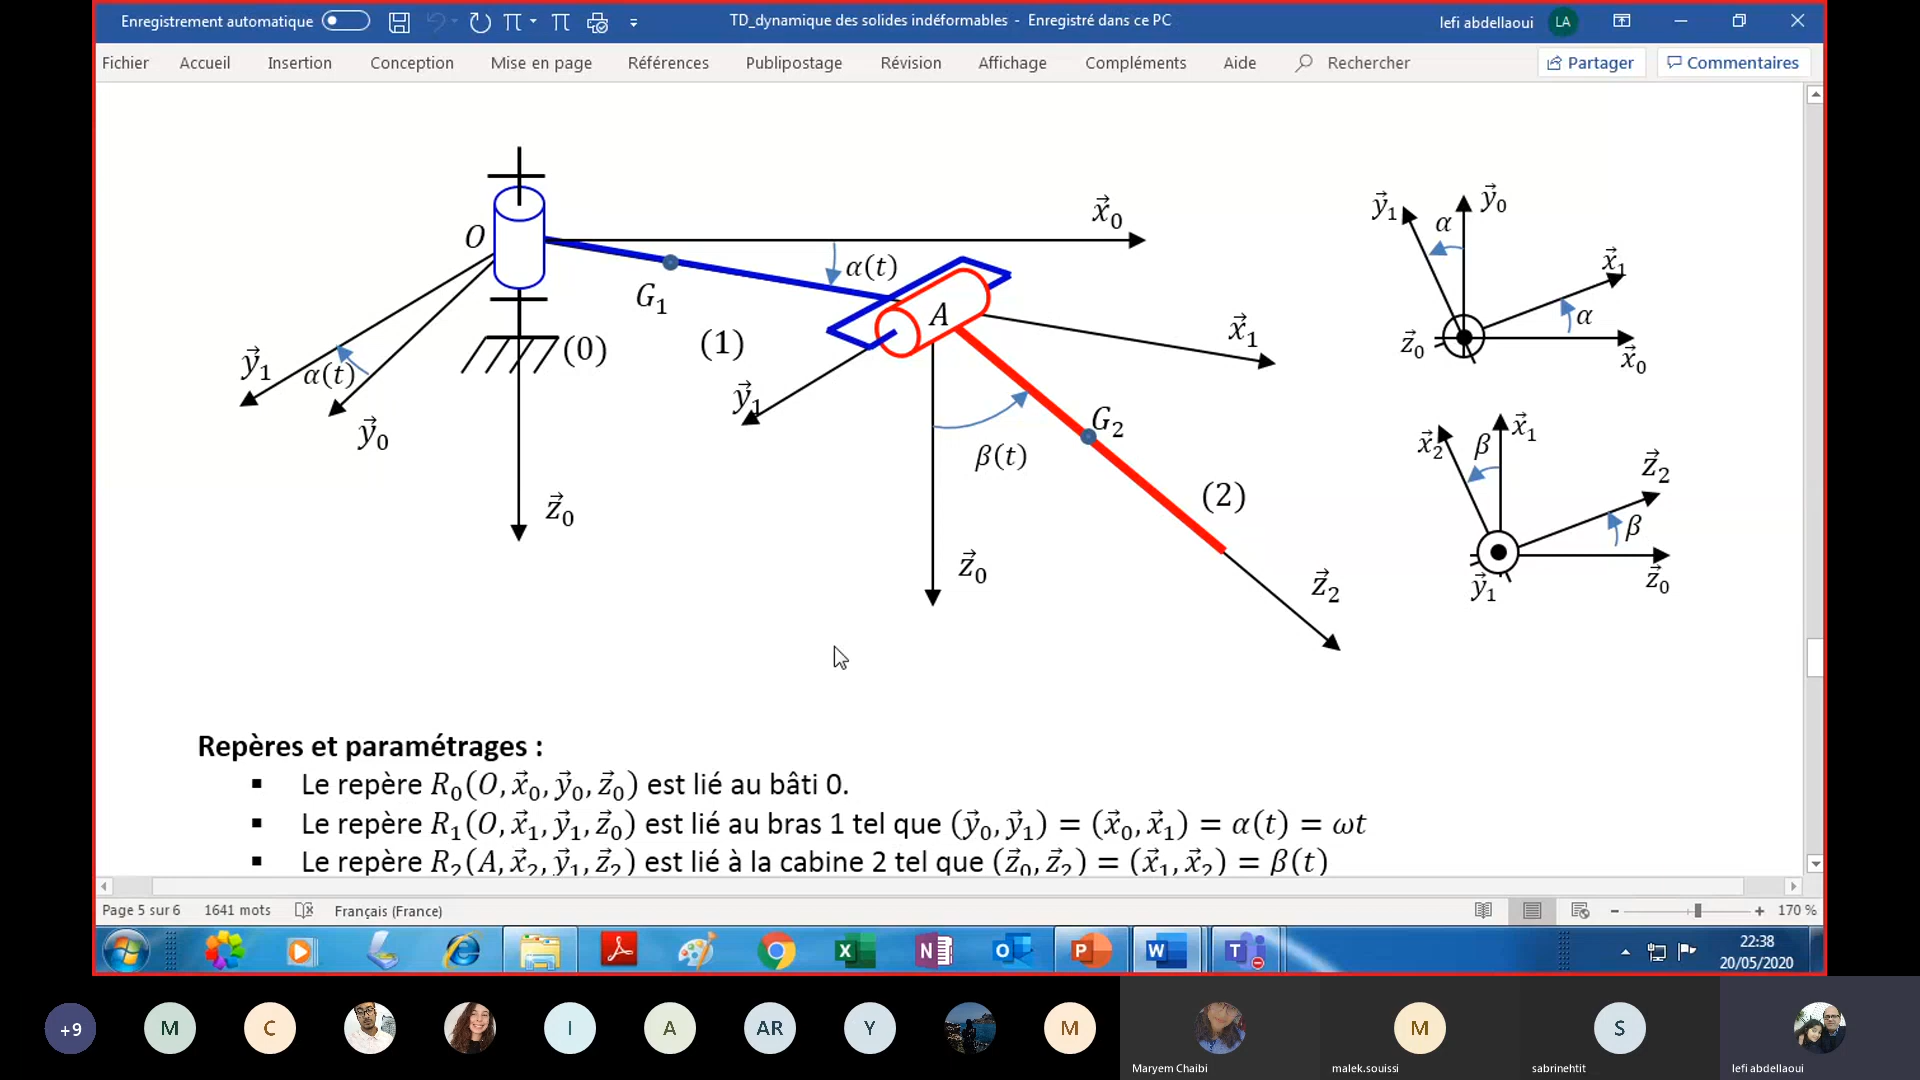 Enregistrement automatique
TD_dynamique des solides indéformables - Enregistré dans ce PC
lefi abdellaoui LA
Fichier Accueil Insertion Conception Mise en page Références Publipostage Révision Affichage Compléments Aide Rechercher Partager Commentaires
O
x⃗0
α(t)
G1
A
(0)
(1)
x⃗1
y⃗1
α(t)
y⃗0
y⃗1
G2
β(t)
(2)
z⃗0
z⃗0
z⃗2
y⃗1
α
y⃗0
x⃗1
α
z⃗0
x⃗0
x⃗2
β
x⃗1
z⃗2
β
y⃗1
z⃗0
Repères et paramétrages :
▪ Le repère R0(O, x⃗0, y⃗0, z⃗0) est lié au bâti 0.
▪ Le repère R1(O, x⃗1, y⃗1, z⃗0) est lié au bras 1 tel que (y⃗0, y⃗1) = (x⃗0, x⃗1) = α(t) = ωt
▪ Le repère R2(A, x⃗2, y⃗1, z⃗2) est lié à la cabine 2 tel que (z⃗0, z⃗2) = (x⃗1, x⃗2) = β(t)
Page 5 sur 6 1641 mots Français (France) 170 %
22:38
20/05/2020
+9 M C I A AR Y M M S
Maryem Chaibi malek.souissi sabrinehtit lefi abdellaoui